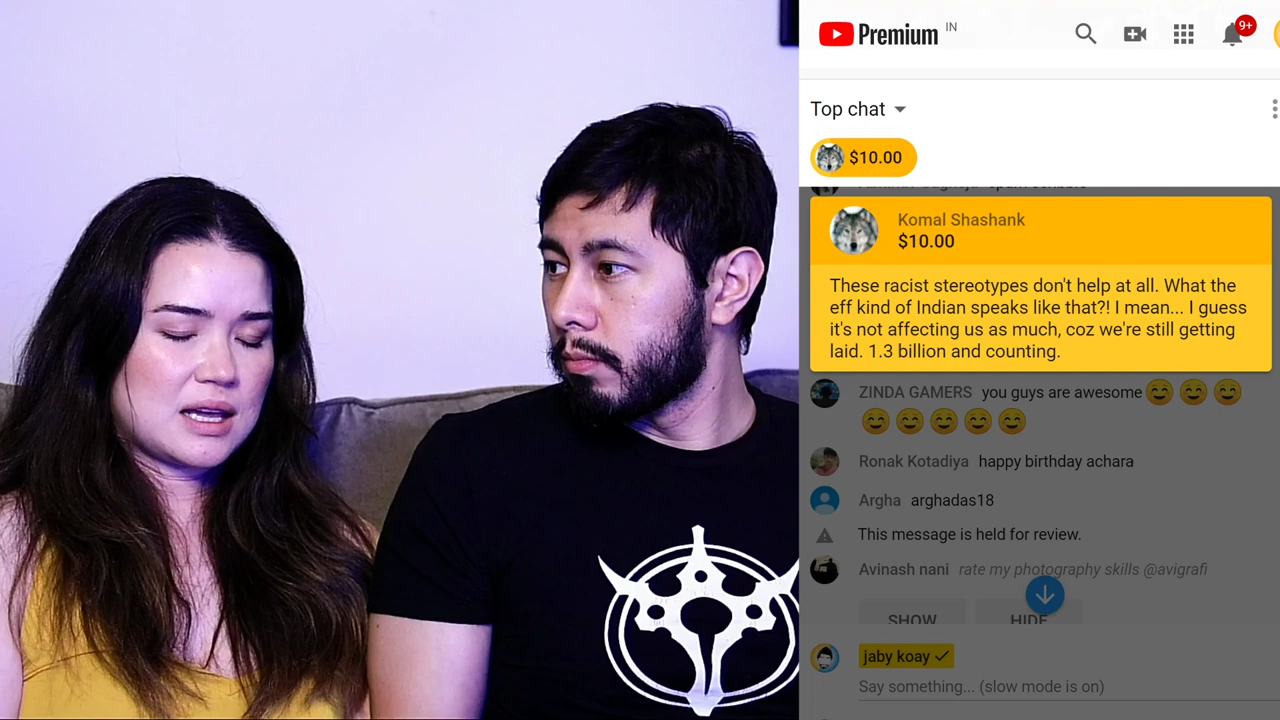 Premium IN
9+
Top chat
$10.00
Komal Shashank
$10.00
These racist stereotypes don't help at all. What the
eff kind of Indian speaks like that?! I mean... I guess
it's not affecting us as much, coz we're still getting
laid. 1.3 billion and counting.
ZINDA GAMERS you guys are awesome 😊 😊 😊
😊 😊 😊 😊 😊
Ronak Kotadiya happy birthday achara
Argha arghadas18
This message is held for review.
Avinash nani rate my photography skills @avigrafi
SHOW HIDE
jaby koay ✓
Say something... (slow mode is on)